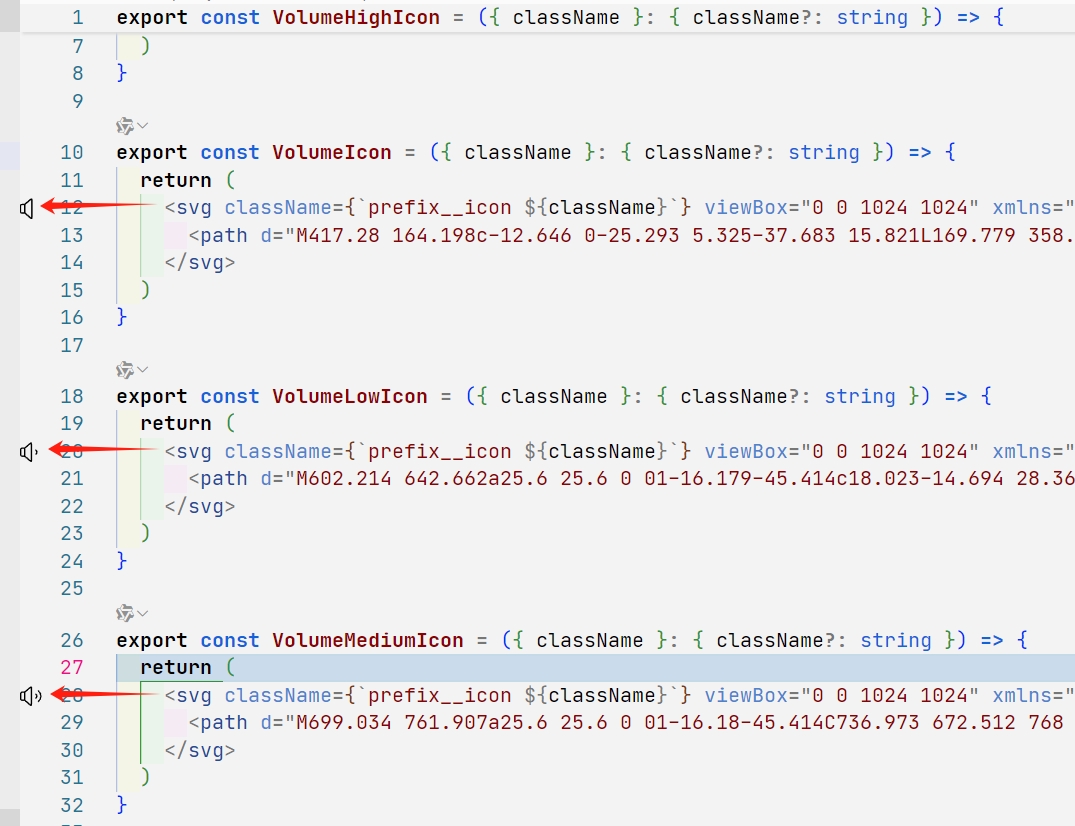 1 export const VolumeHighIcon = ({ className }: { className?: string }) => {
7 )
8 }
9
10 export const VolumeIcon = ({ className }: { className?: string }) => {
11 return (
12 <svg className={`prefix__icon ${className}`} viewBox="0 0 1024 1024" xmlns="
13 <path d="M417.28 164.198c-12.646 0-25.293 5.325-37.683 15.821L169.779 358.
14 </svg>
15 )
16 }
17
18 export const VolumeLowIcon = ({ className }: { className?: string }) => {
19 return (
20 <svg className={`prefix__icon ${className}`} viewBox="0 0 1024 1024" xmlns="
21 <path d="M602.214 642.662a25.6 25.6 0 01-16.179-45.414c18.023-14.694 28.36
22 </svg>
23 )
24 }
25
26 export const VolumeMediumIcon = ({ className }: { className?: string }) => {
27 return (
28 <svg className={`prefix__icon ${className}`} viewBox="0 0 1024 1024" xmlns="
29 <path d="M699.034 761.907a25.6 25.6 0 01-16.18-45.414C736.973 672.512 768
30 </svg>
31 )
32 }